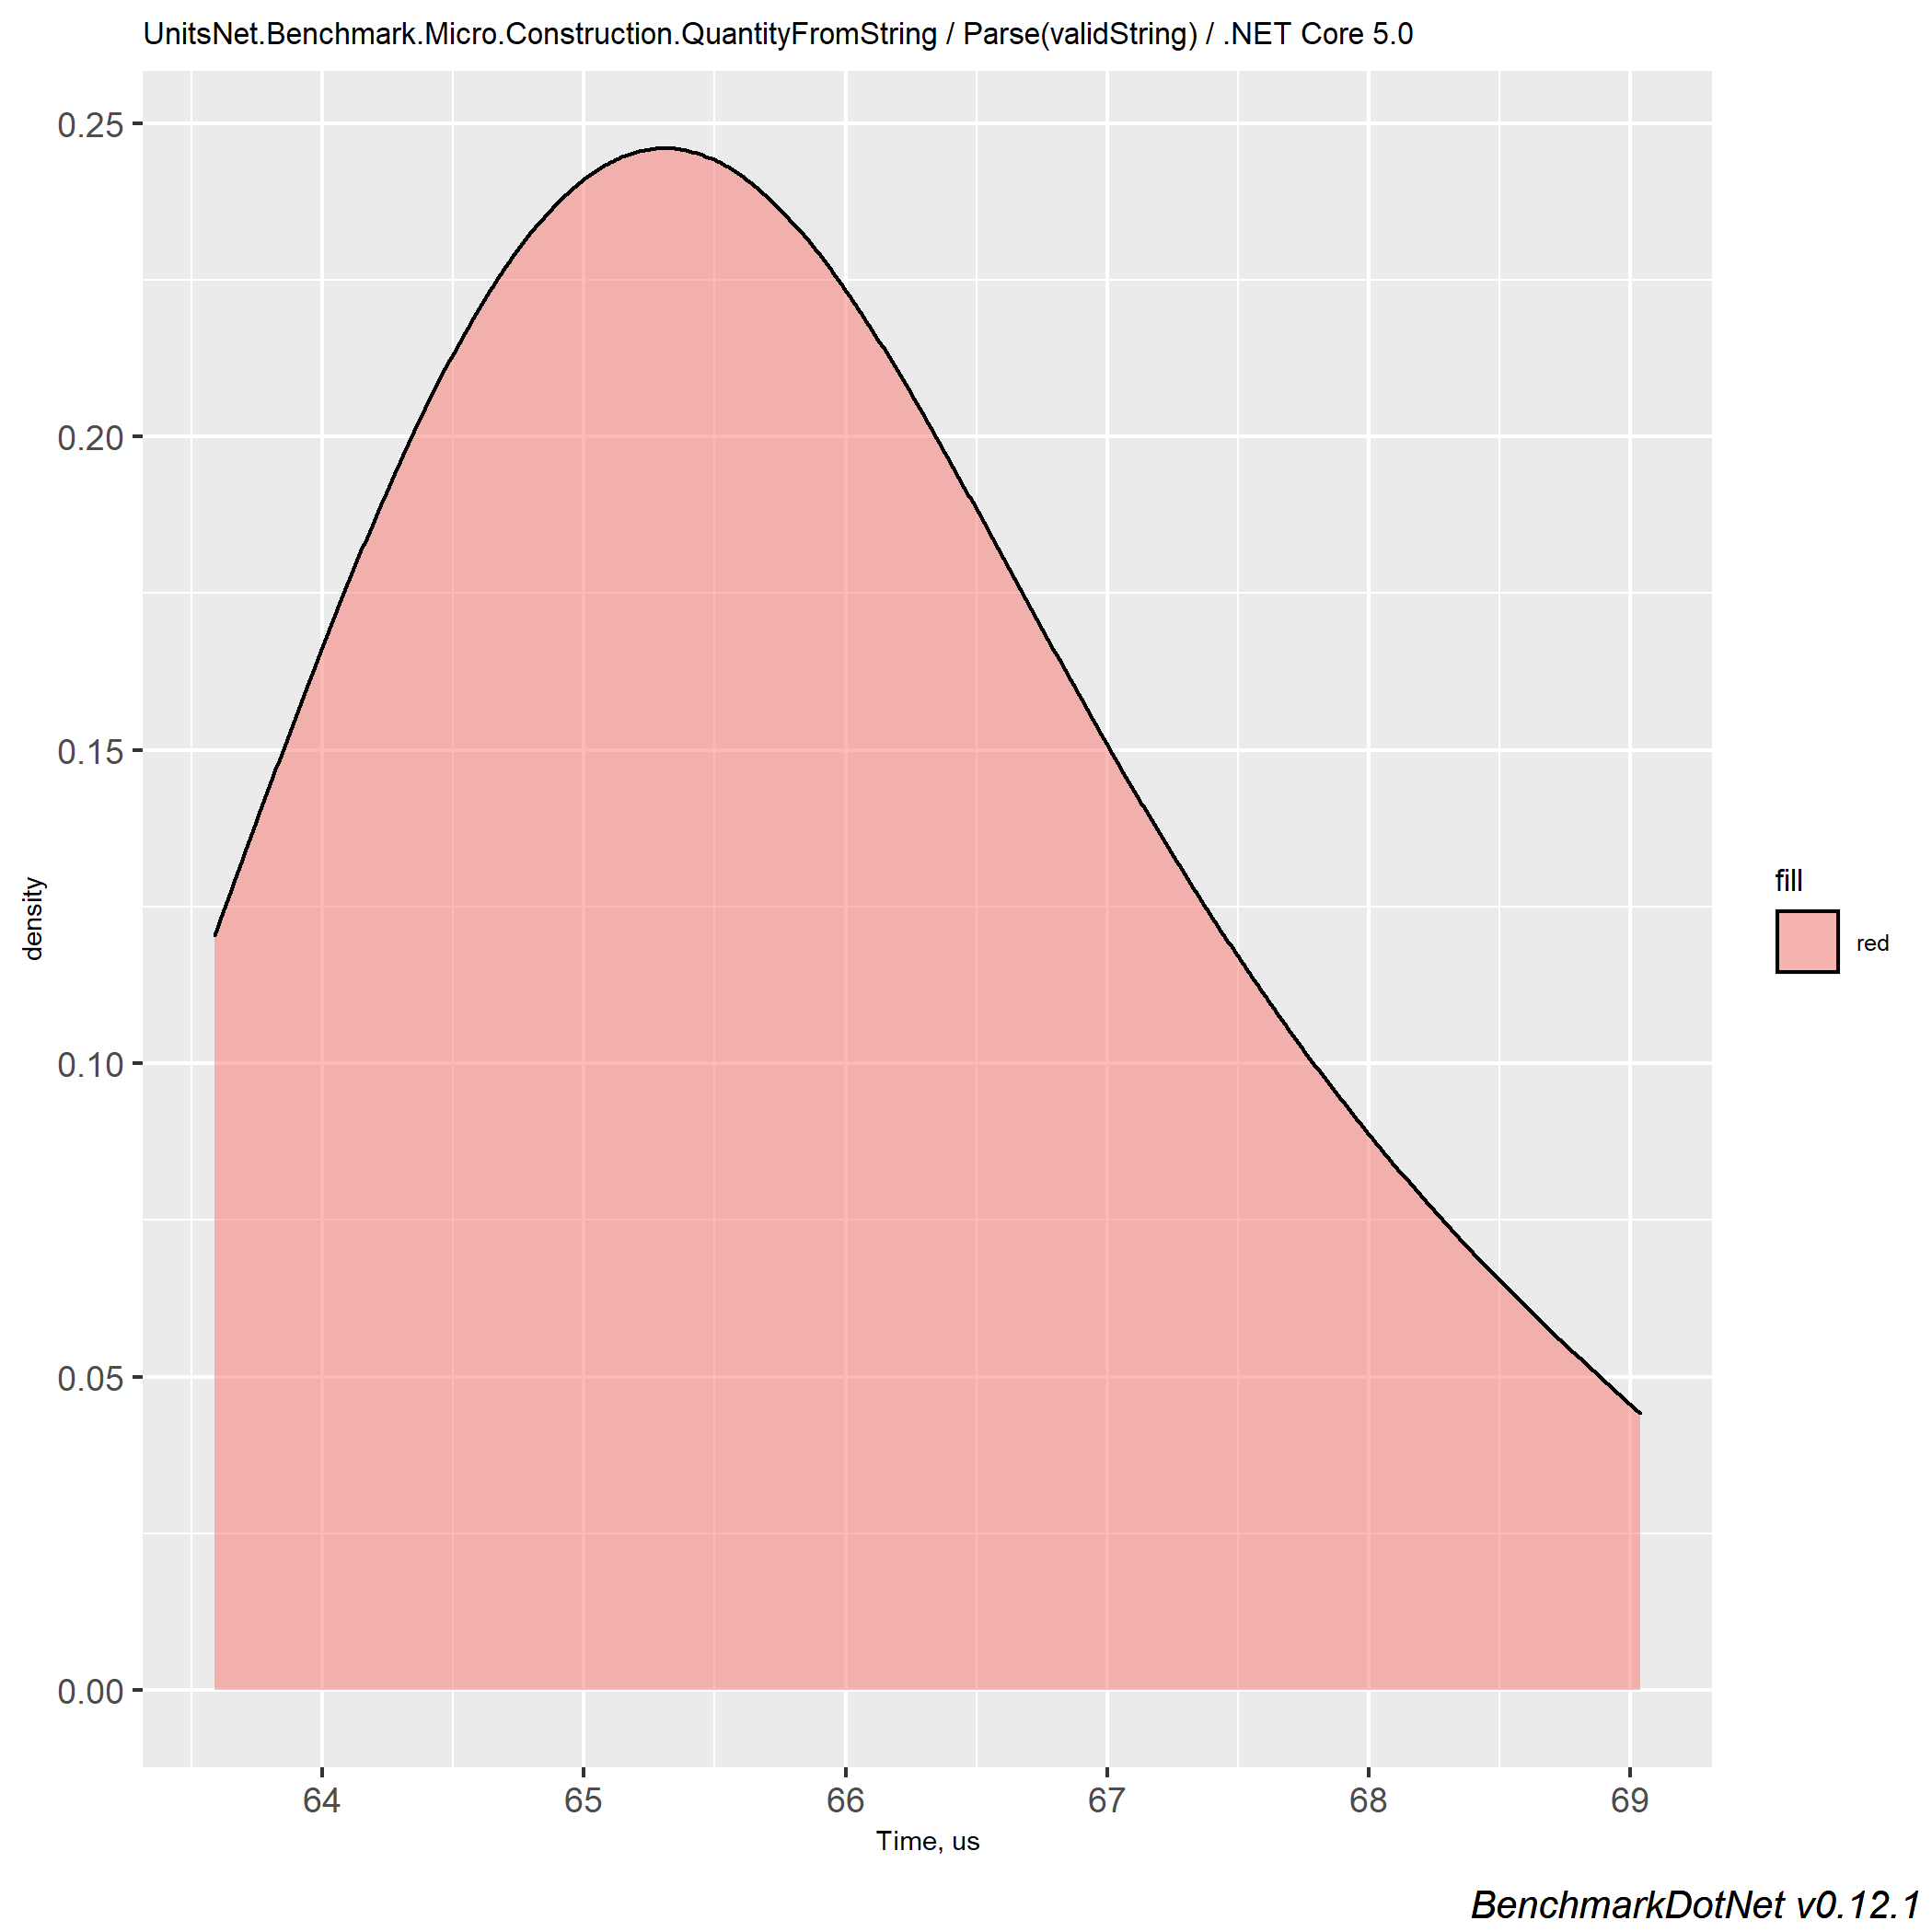 UnitsNet.Benchmark.Micro.Construction.QuantityFromString / Parse(validString) / .NET Core 5.0
0.25
0.20
0.15
0.10
0.05
0.00
density
64 65 66 67 68 69
Time, us
fill
red
BenchmarkDotNet v0.12.1